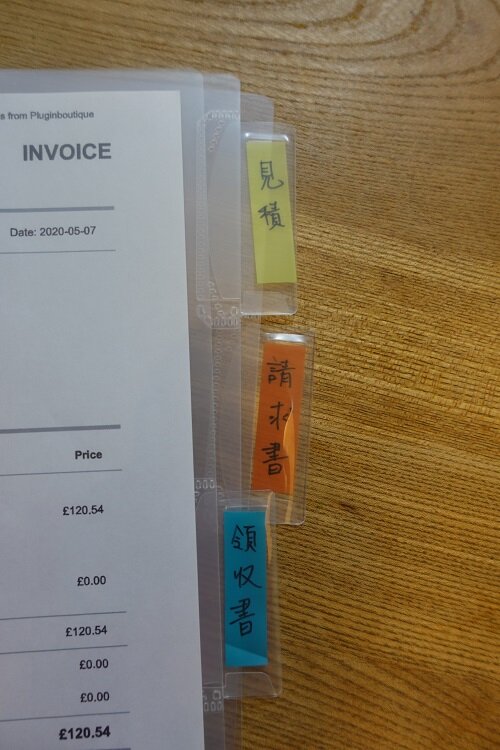 s from Pluginboutique
INVOICE
Date: 2020-05-07
Price
£120.54
£0.00
£120.54
£0.00
£0.00
£120.54
見積
請求書
領収書